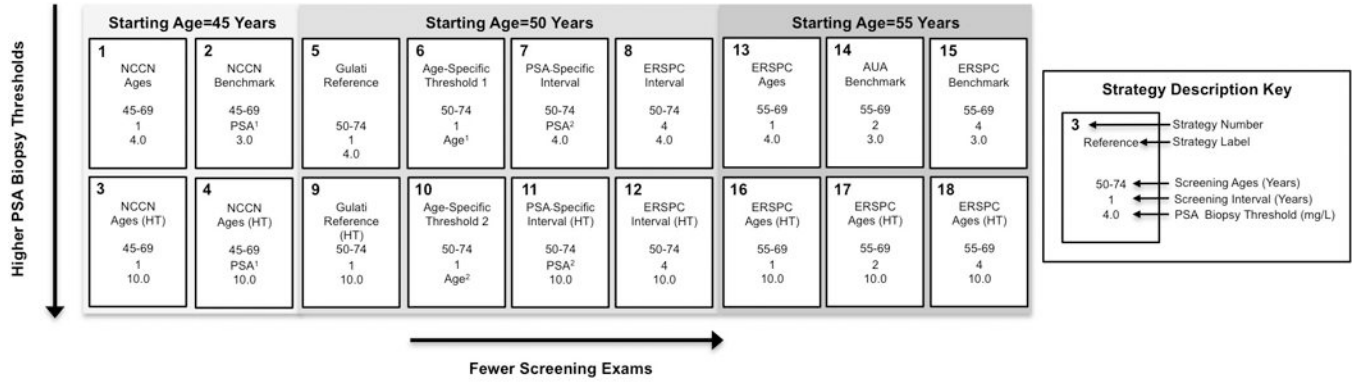 Higher PSA Biopsy Thresholds
Starting Age=45 Years
Starting Age=50 Years
Starting Age=55 Years
1
NCCN
Ages
45-69
1
4.0
2
NCCN
Benchmark
45-69
PSA¹
3.0
5
Gulati
Reference
50-74
1
4.0
6
Age-Specific
Threshold 1
50-74
1
Age¹
7
PSA-Specific
Interval
50-74
PSA²
4.0
8
ERSPC
Interval
50-74
4
4.0
13
ERSPC
Ages
55-69
1
4.0
14
AUA
Benchmark
55-69
2
3.0
15
ERSPC
Benchmark
55-69
4
3.0
3
NCCN
Ages (HT)
45-69
1
10.0
4
NCCN
Ages (HT)
45-69
PSA¹
10.0
9
Gulati
Reference
(HT)
50-74
1
10.0
10
Age-Specific
Threshold 2
50-74
1
Age²
11
PSA-Specific
Interval (HT)
50-74
PSA²
10.0
12
ERSPC
Interval (HT)
50-74
4
10.0
16
ERSPC
Ages (HT)
55-69
1
10.0
17
ERSPC
Ages (HT)
55-69
2
10.0
18
ERSPC
Ages (HT)
55-69
4
10.0
Fewer Screening Exams
Strategy Description Key
3 Strategy Number
Reference Strategy Label
50-74 Screening Ages (Years)
1 Screening Interval (Years)
4.0 PSA Biopsy Threshold (mg/L)